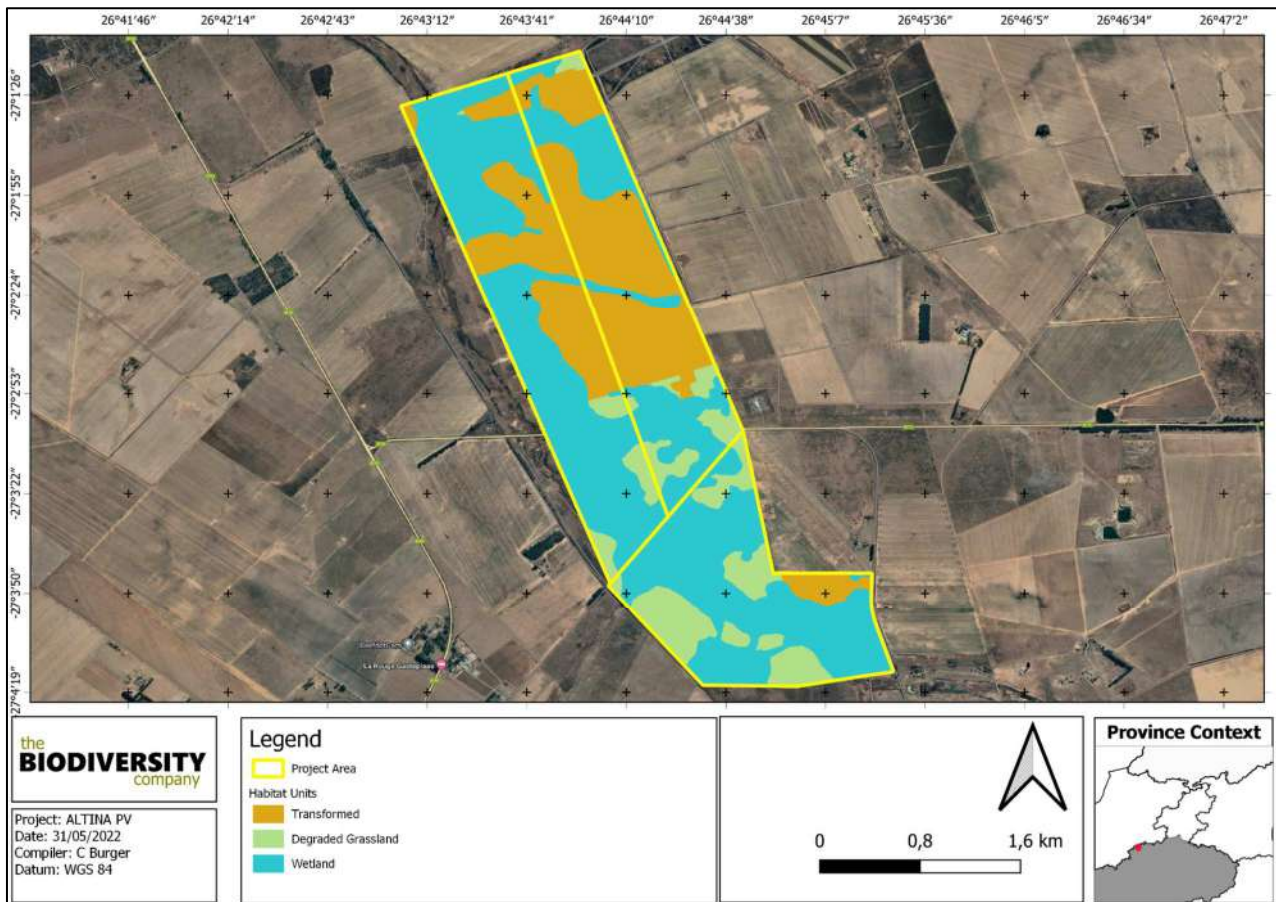 26°41'46" 26°42'14" 26°42'43" 26°43'12" 26°43'41" 26°44'10" 26°44'38" 26°45'7" 26°45'36" 26°46'5" 26°46'34" 26°47'2"
-27°1'26"
-27°1'55"
-27°2'24"
-27°2'53"
-27°3'22"
-27°3'50"
-27°4'19"
La Rouge Gasteplaas
the
BIODIVERSITY
company
Project: ALTINA PV
Date: 31/05/2022
Compiler: C Burger
Datum: WGS 84
Legend
Project Area
Habitat Units
Transformed
Degraded Grassland
Wetland
0 0,8 1,6 km
Province Context